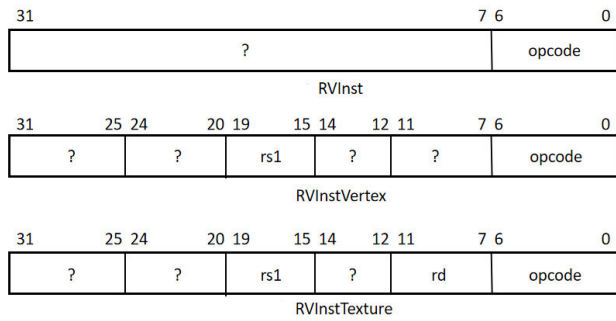 31 7 6 0
? opcode
RVInst
31 25 24 20 19 15 14 12 11 7 6 0
? ? rs1 ? ? opcode
RVInstVertex
31 25 24 20 19 15 14 12 11 7 6 0
? ? rs1 ? rd opcode
RVInstTexture